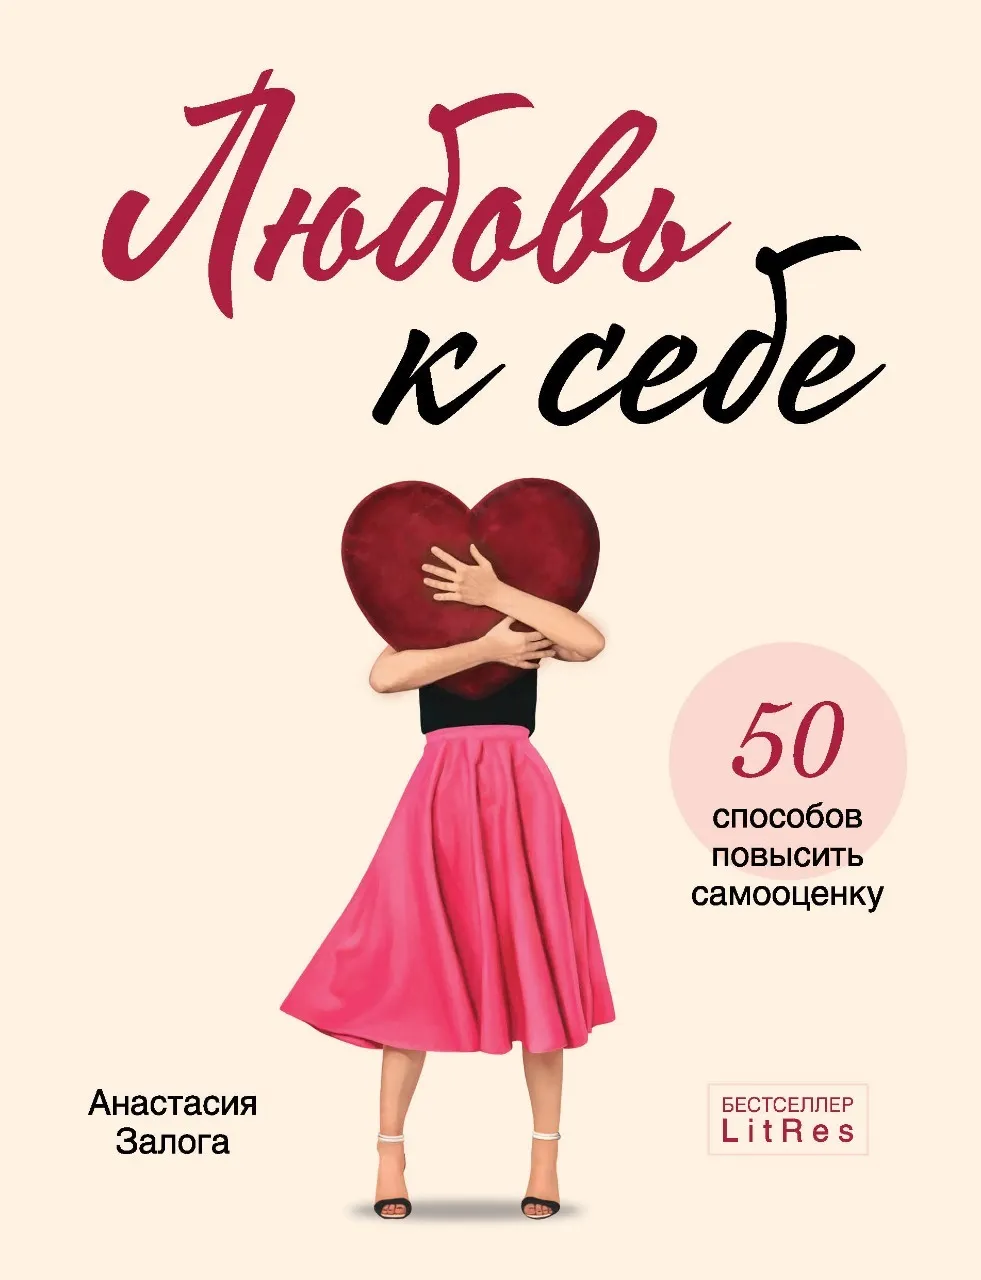 Любовь
к себе
50
способов
повысить
самооценку
Анастасия
Залога
БЕСТСЕЛЛЕР
LitRes